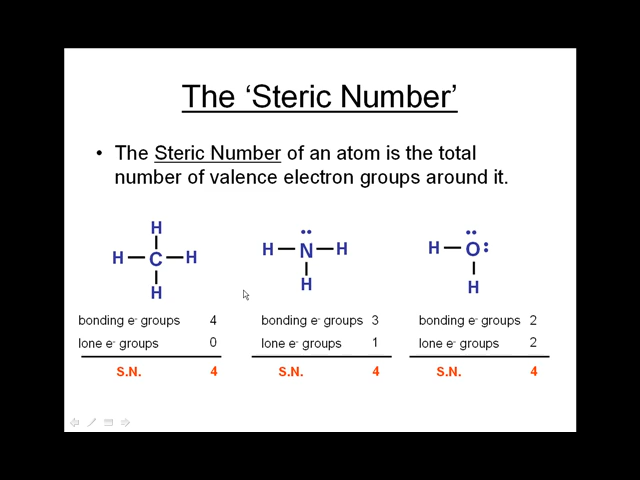 The ‘Steric Number’
• The Steric Number of an atom is the total
number of valence electron groups around it.
H
H — C — H
H
H — N — H
H
H — O
H
bonding e- groups 4
lone e- groups 0
S.N. 4
bonding e- groups 3
lone e- groups 1
S.N. 4
bonding e- groups 2
lone e- groups 2
S.N. 4